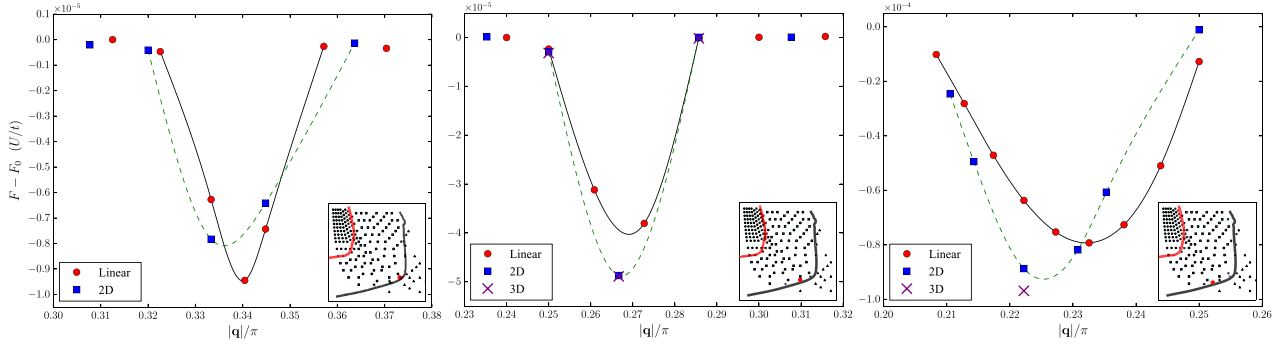 ×10⁻⁵
0.1
0.0
−0.1
−0.2
−0.3
−0.4
−0.5
−0.6
−0.7
−0.8
−0.9
−1.0
F − F₀ (U/t)
Linear
2D
0.30 0.31 0.32 0.33 0.34 0.35 0.36 0.37 0.38
|q|/π
×10⁻⁵
0
−1
−2
−3
−4
−5
Linear
2D
3D
0.23 0.24 0.25 0.26 0.27 0.28 0.29 0.30 0.31 0.32
|q|/π
×10⁻⁴
0.0
−0.2
−0.4
−0.6
−0.8
−1.0
Linear
2D
3D
0.20 0.21 0.22 0.23 0.24 0.25 0.26
|q|/π